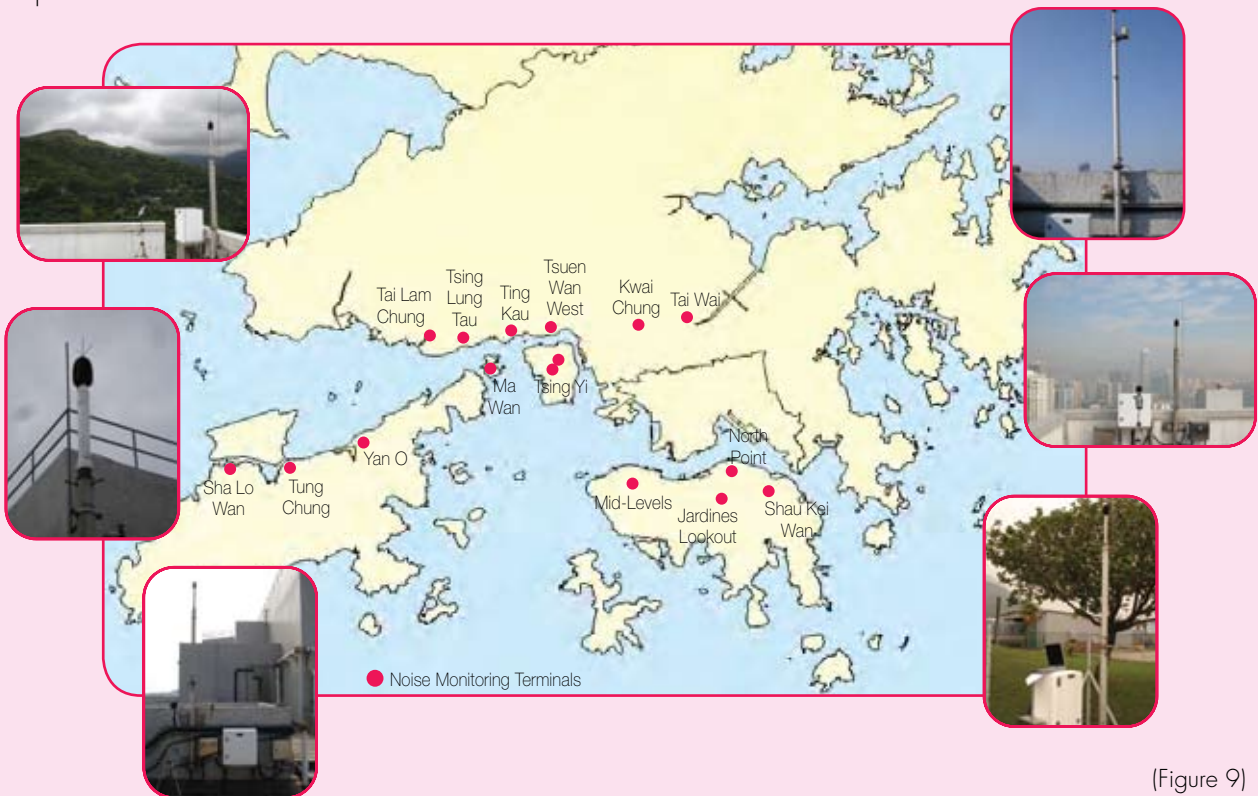 Tai Lam
Chung
Tsing
Lung
Tau
Ting
Kau
Tsuen
Wan
West
Kwai
Chung
Tai Wai
Ma
Wan
Tsing Yi
Yan O
Sha Lo
Wan
Tung
Chung
North
Point
Mid-Levels
Jardines
Lookout
Shau Kei
Wan
Noise Monitoring Terminals
(Figure 9)